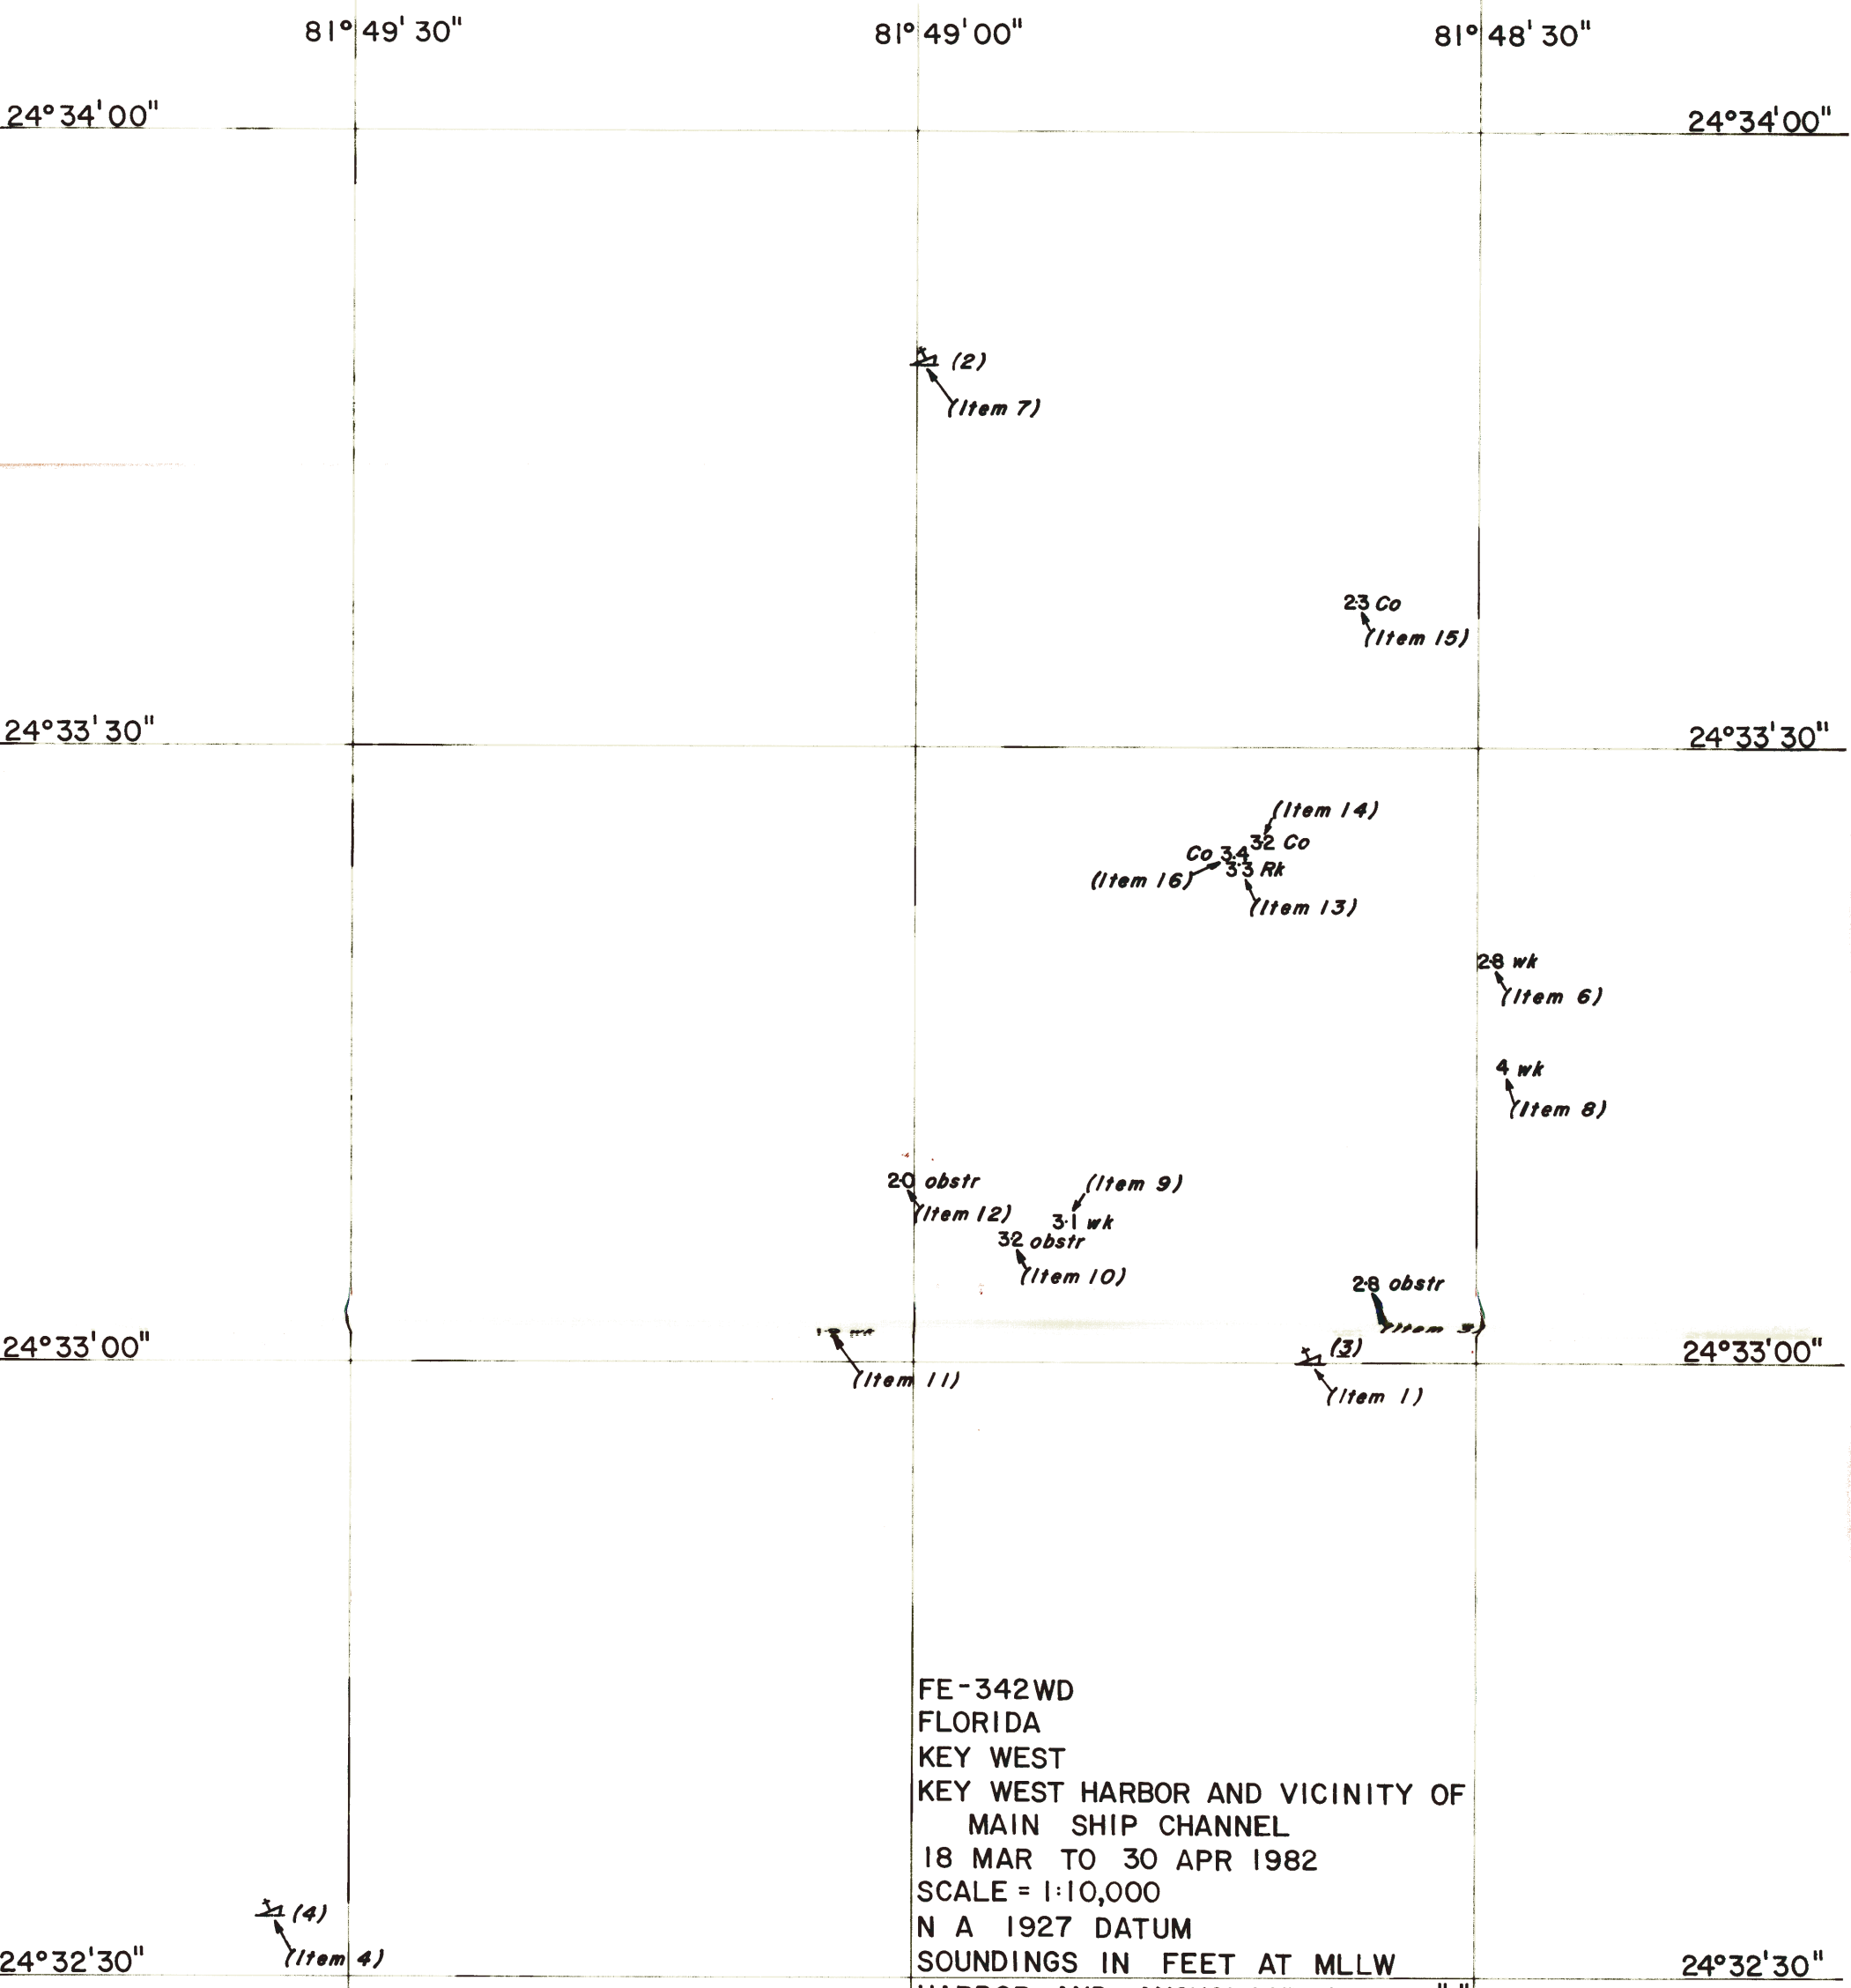 81°49'30" 81°49'00" 81°48'30"
24°34'00" 24°34'00"
(2)
(Item 7)
23 Co
(Item 15)
24°33'30" 24°33'30"
(Item 14)
32 Co
Co 3.4
3.3 Rk
(Item 16)
(Item 13)
28 wk
(Item 6)
4 wk
(Item 8)
20 obstr
(Item 9)
(Item 12)
3.1 wk
32 obstr
(Item 10)
28 obstr
(Item
24°33'00" (3) 24°33'00"
(Item 11)
(Item 1)
FE-342WD
FLORIDA
KEY WEST
KEY WEST HARBOR AND VICINITY OF
MAIN SHIP CHANNEL
18 MAR TO 30 APR 1982
SCALE = 1:10,000
(4)
N A 1927 DATUM
(Item 4)
24°32'30" SOUNDINGS IN FEET AT MLLW 24°32'30"